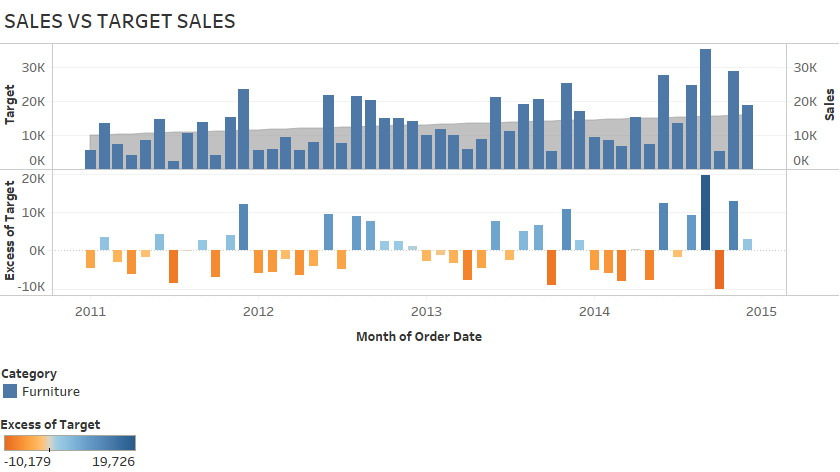 SALES VS TARGET SALES
Target
30K
20K
10K
0K
30K
20K
10K
0K
Sales
Excess of Target
20K
10K
0K
-10K
2011 2012 2013 2014 2015
Month of Order Date
Category
Furniture
Excess of Target
-10,179 19,726